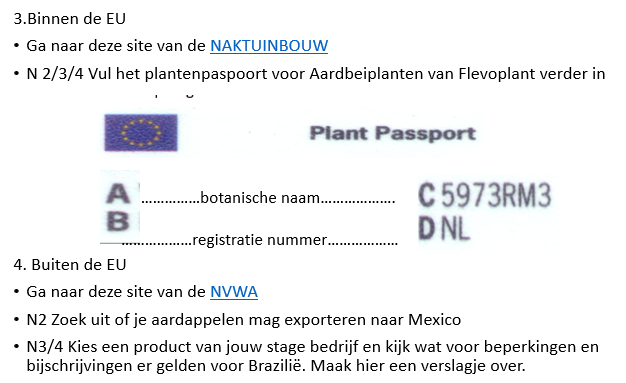 3.Binnen de EU
• Ga naar deze site van de NAKTUINBOUW
• N 2/3/4 Vul het plantenpaspoort voor Aardbeiplanten van Flevoplant verder in
Plant Passport
A ……………botanische naam………………. C 5973RM3
B ………………registratie nummer……………… D NL
4. Buiten de EU
• Ga naar deze site van de NVWA
• N2 Zoek uit of je aardappelen mag exporteren naar Mexico
• N3/4 Kies een product van jouw stage bedrijf en kijk wat voor beperkingen en
bijschrijvingen er gelden voor Brazilië. Maak hier een verslagje over.